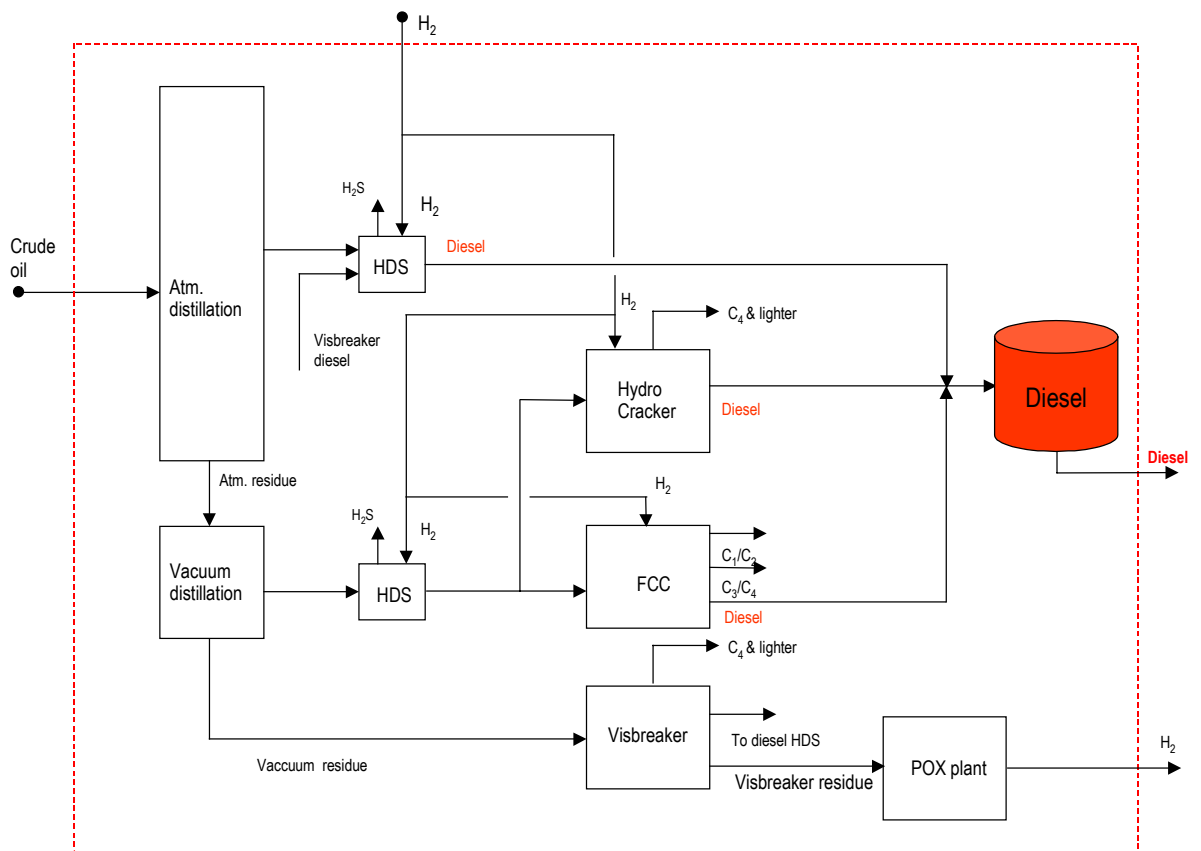 H₂
H₂S
H₂
Diesel
Crude
oil
HDS
Atm.
distillation
H₂
C₄ & lighter
Visbreaker
diesel
Hydro
Cracker
Diesel
Diesel
Diesel
Atm. residue
H₂
H₂S
H₂
Vacuum
distillation
C₁/C₂
HDS
FCC
C₃/C₄
Diesel
C₄ & lighter
Visbreaker
To diesel HDS
H₂
Vaccuum residue
Visbreaker residue
POX plant